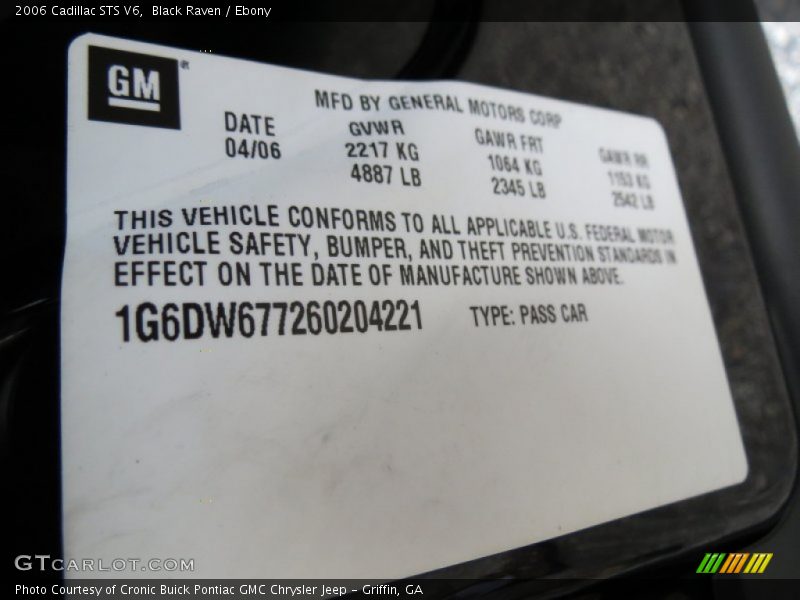 2006 Cadillac STS V6, Black Raven / Ebony
GM®
MFD BY GENERAL MOTORS CORP
DATE GVWR GAWR FRT GAWR RR
04/06 2217 KG 1064 KG 1153 KG
4887 LB 2345 LB 2542 LB
THIS VEHICLE CONFORMS TO ALL APPLICABLE U.S. FEDERAL MOTOR
VEHICLE SAFETY, BUMPER, AND THEFT PREVENTION STANDARDS IN
EFFECT ON THE DATE OF MANUFACTURE SHOWN ABOVE.
1G6DW677260204221 TYPE: PASS CAR
GTCARLOT.COM
Photo Courtesy of Cronic Buick Pontiac GMC Chrysler Jeep - Griffin, GA